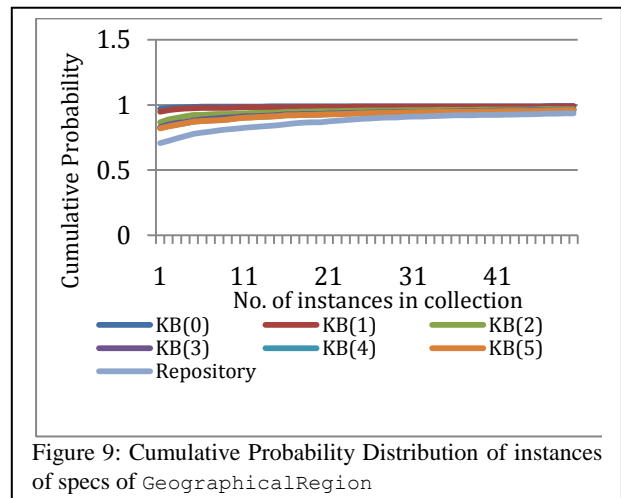 1.5
1
0.5
0
Cumulative Probability
1 11 21 31 41
No. of instances in collection
KB(0) KB(1) KB(2)
KB(3) KB(4) KB(5)
Repository
Figure 9: Cumulative Probability Distribution of instances
of specs of GeographicalRegion